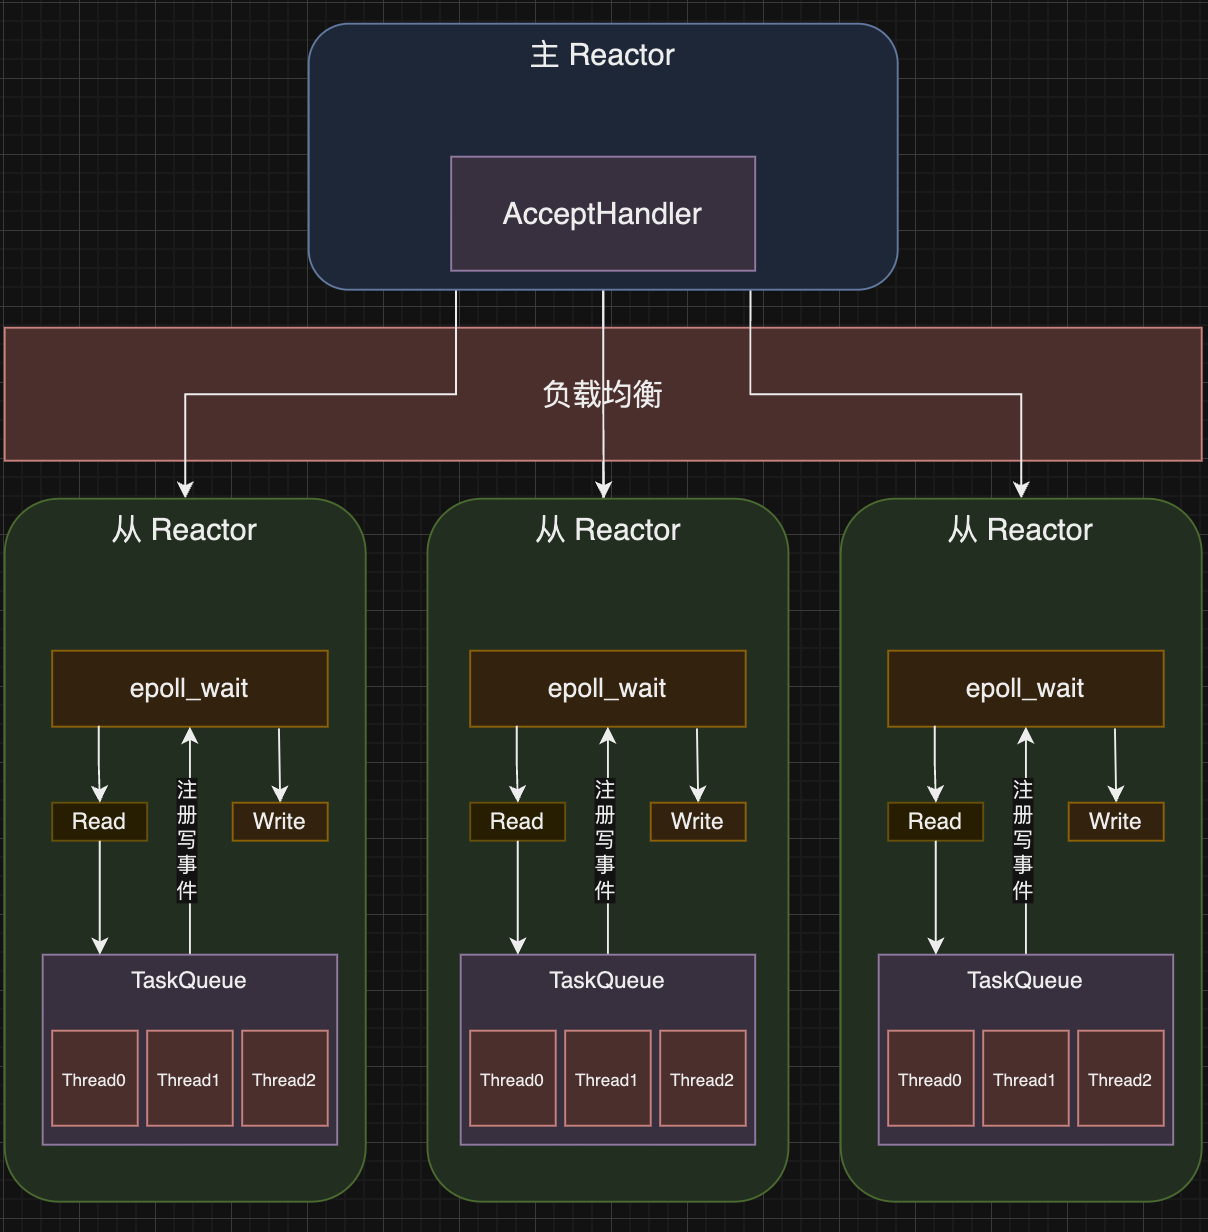 主 Reactor
AcceptHandler
负载均衡
从 Reactor
从 Reactor
从 Reactor
epoll_wait
epoll_wait
epoll_wait
Read
注册写事件
Write
Read
注册写事件
Write
Read
注册写事件
Write
TaskQueue
TaskQueue
TaskQueue
Thread0
Thread1
Thread2
Thread0
Thread1
Thread2
Thread0
Thread1
Thread2